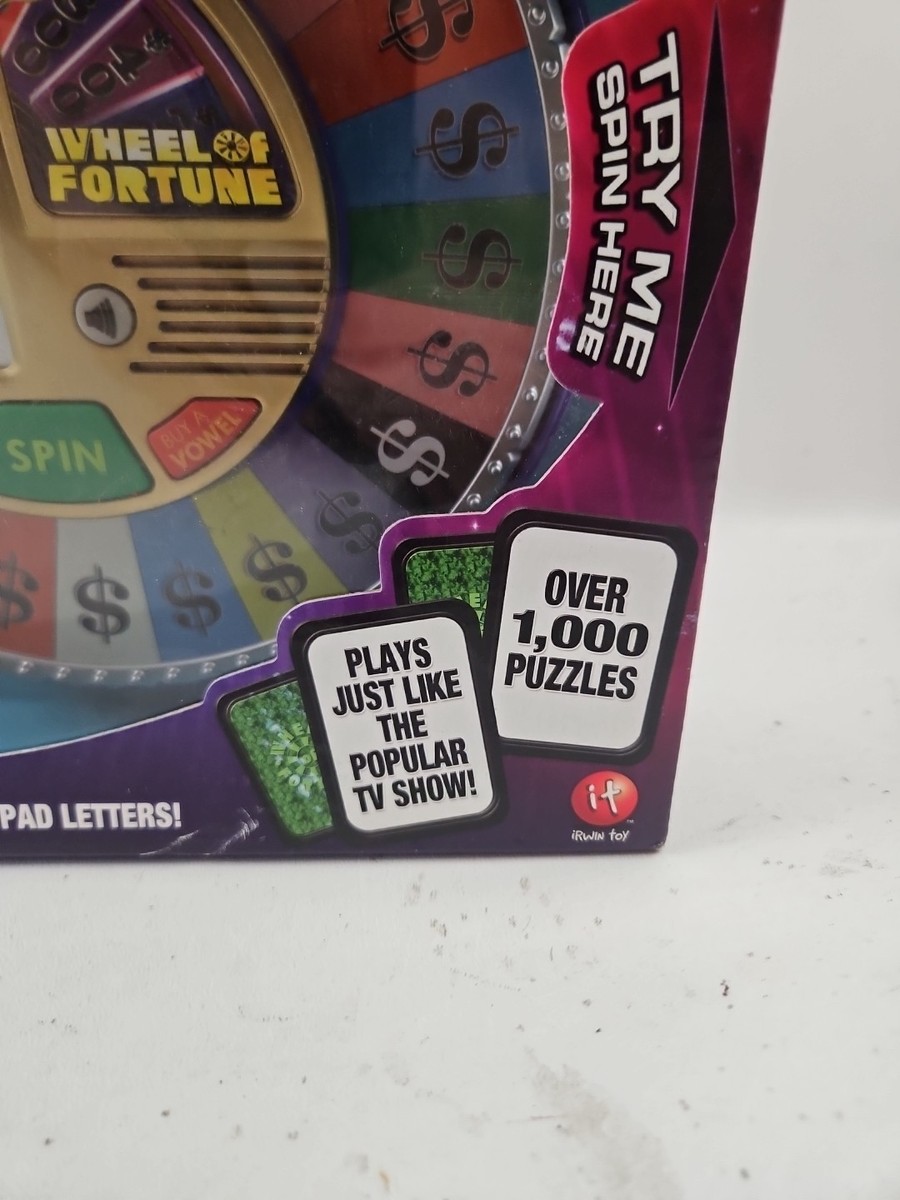 400
WHEEL OF
FORTUNE
TRY ME
SPIN HERE
$
$
$
$
$
SPIN
BUY A
VOWEL
$
$
$
$
$
OVER
1,000
PUZZLES
PLAYS
JUST LIKE
THE
POPULAR
TV SHOW!
PAD LETTERS!
it
iRWiN toY